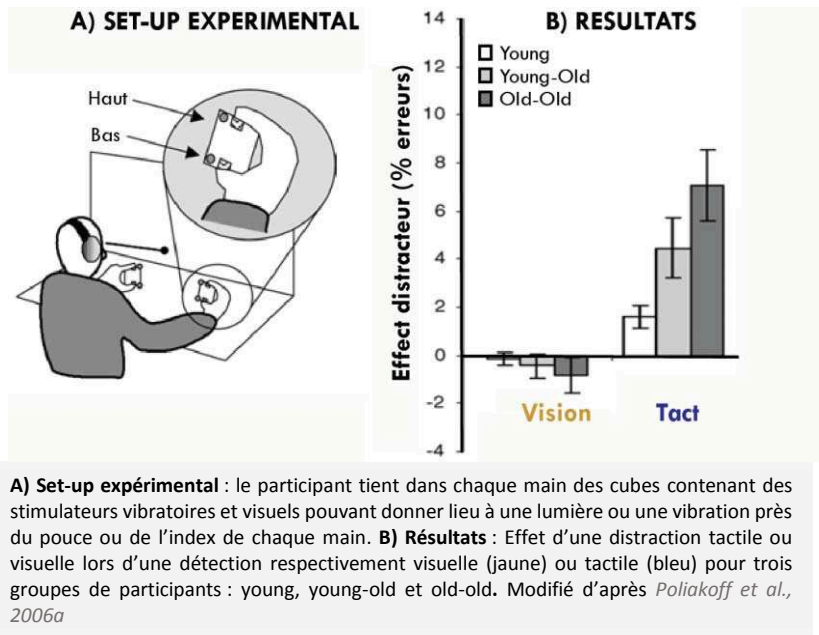 A) SET-UP EXPERIMENTAL
Haut
Bas
B) RESULTATS
Effect distracteur (% erreurs)
14
12
10
8
6
4
2
0
-2
-4
Young
Young-Old
Old-Old
Vision
Tact
A) Set-up expérimental : le participant tient dans chaque main des cubes contenant des
stimulateurs vibratoires et visuels pouvant donner lieu à une lumière ou une vibration près
du pouce ou de l'index de chaque main. B) Résultats : Effet d'une distraction tactile ou
visuelle lors d'une détection respectivement visuelle (jaune) ou tactile (bleu) pour trois
groupes de participants : young, young-old et old-old. Modifié d'après Poliakoff et al.,
2006a